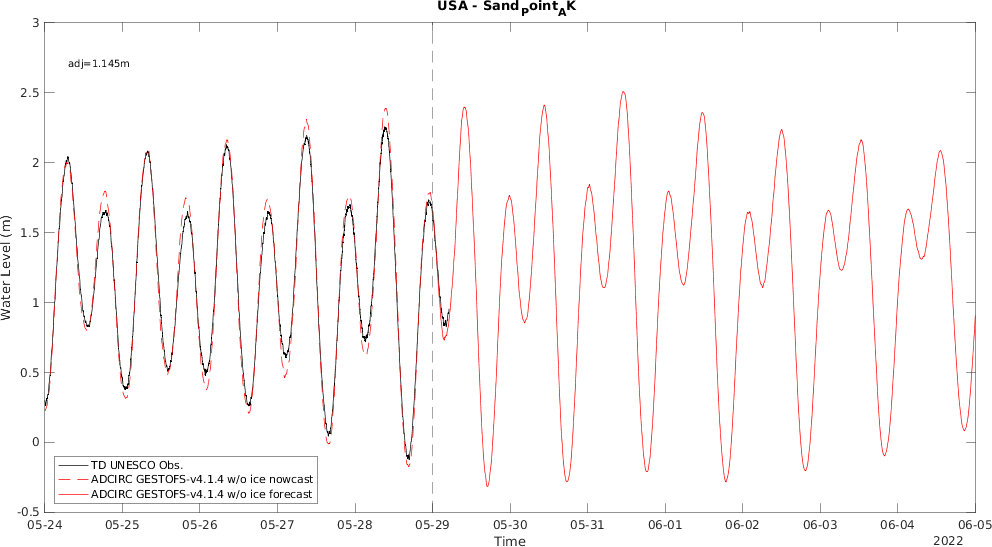 USA - Sand_Point_AK
3
adj=1.145m
2.5
2
1.5
Water Level (m)
1
0.5
0
TD UNESCO Obs.
ADCIRC GESTOFS-v4.1.4 w/o ice nowcast
ADCIRC GESTOFS-v4.1.4 w/o ice forecast
-0.5
05-24 05-25 05-26 05-27 05-28 05-29 05-30 05-31 06-01 06-02 06-03 06-04 06-05
Time
2022